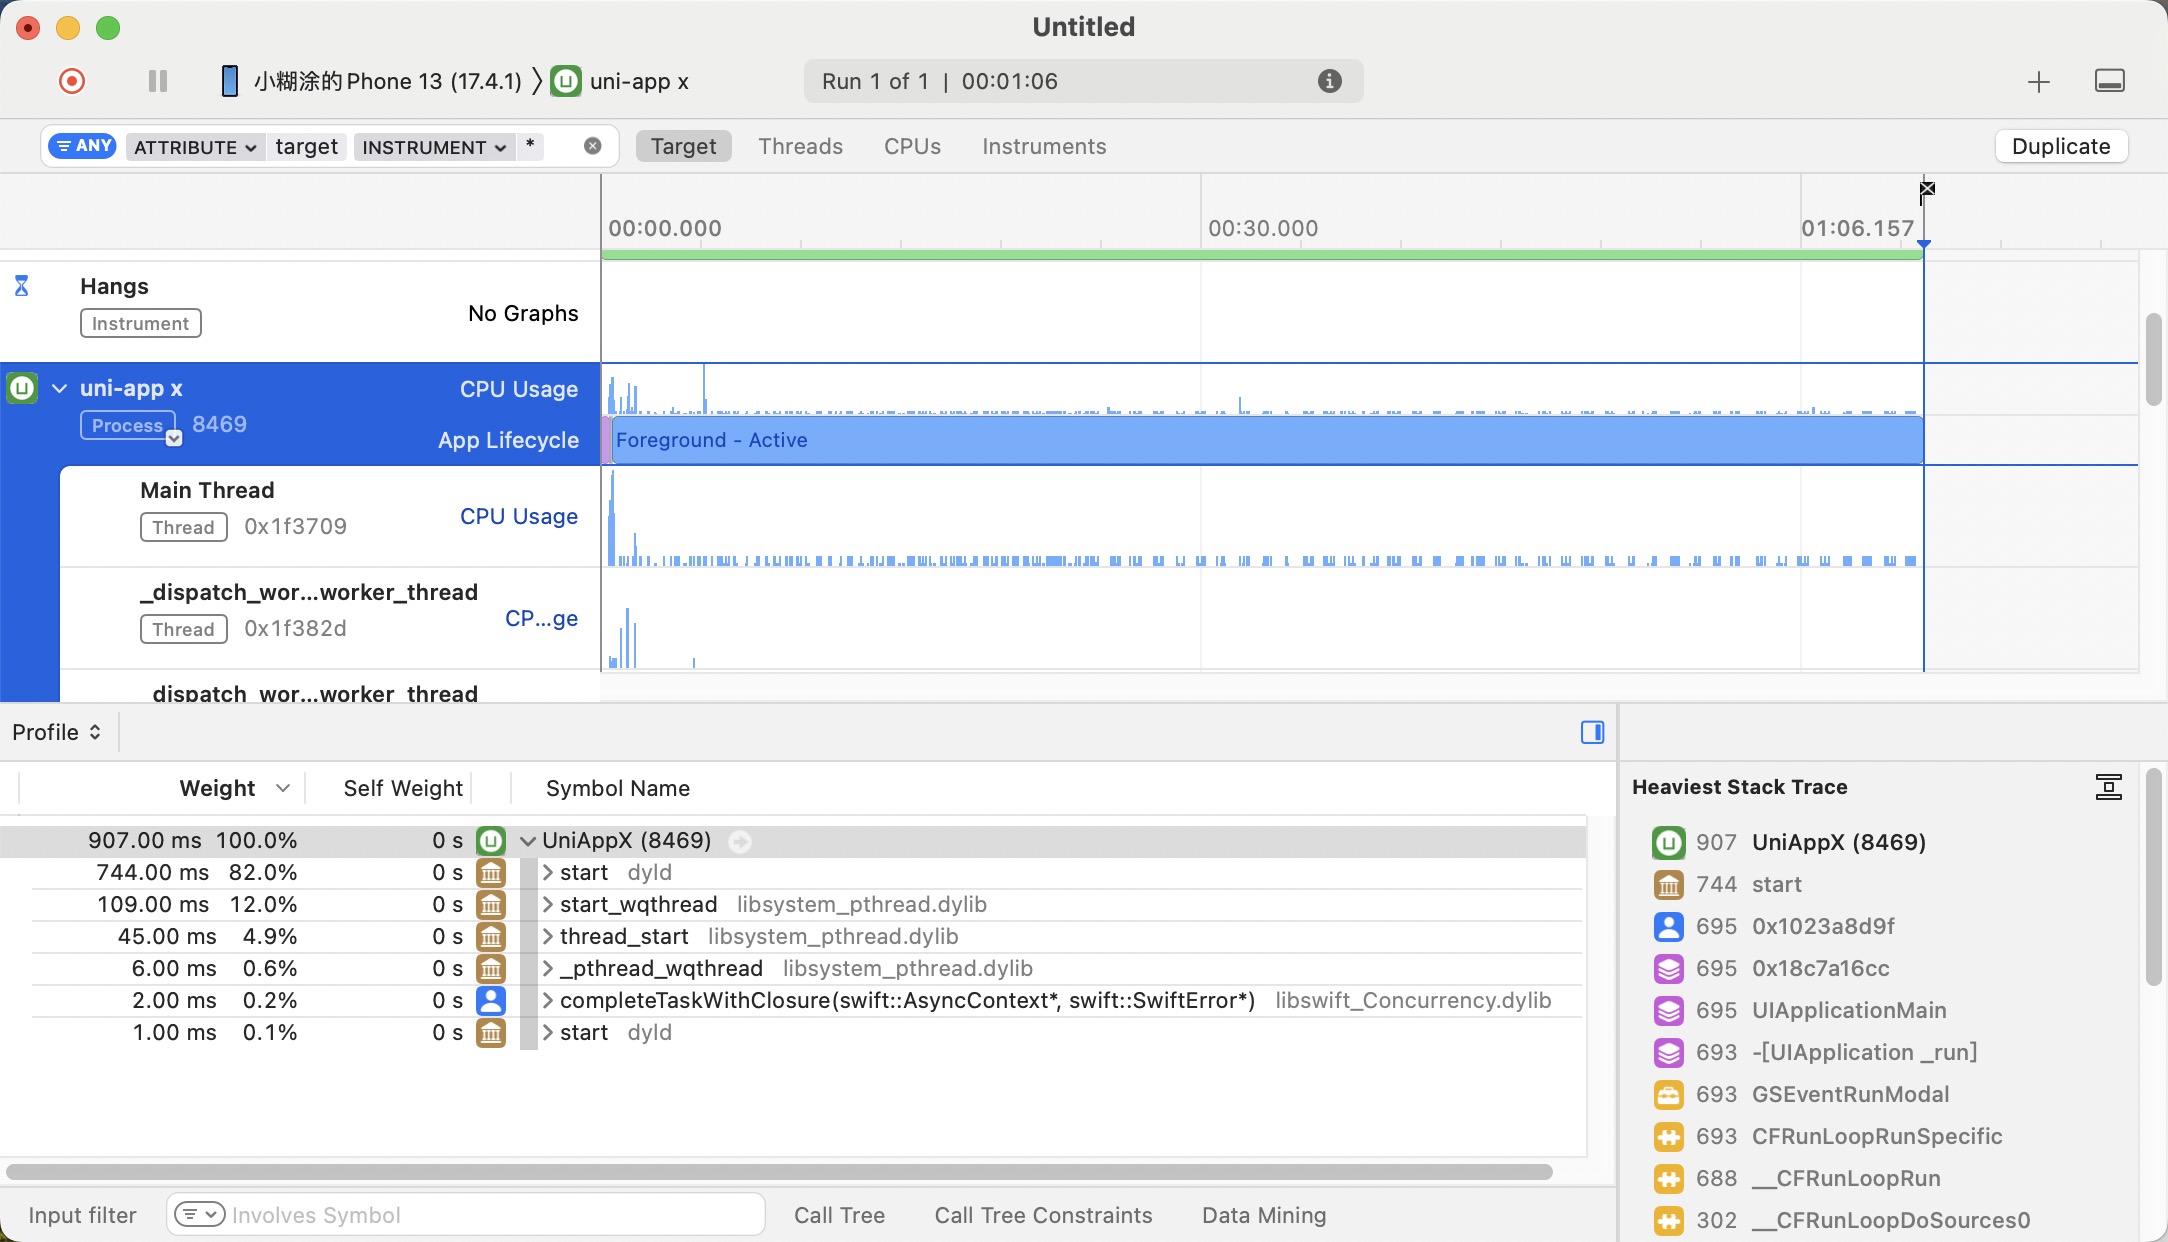 Untitled
小糊涂的Phone 13 (17.4.1) 〉 uni-app x
Run 1 of 1 | 00:01:06
ANY ATTRIBUTE target INSTRUMENT *
Target Threads CPUs Instruments Duplicate
00:00.000 00:30.000 01:06.157
Hangs
Instrument
No Graphs
uni-app x
Process 8469
CPU Usage
App Lifecycle
Foreground - Active
Main Thread
Thread 0x1f3709
CPU Usage
_dispatch_wor...worker_thread
Thread 0x1f382d
CP...ge
_dispatch_wor...worker_thread
Profile
Weight Self Weight Symbol Name
907.00 ms 100.0% 0 s UniAppX (8469)
744.00 ms 82.0% 0 s start dyld
109.00 ms 12.0% 0 s start_wqthread libsystem_pthread.dylib
45.00 ms 4.9% 0 s thread_start libsystem_pthread.dylib
6.00 ms 0.6% 0 s _pthread_wqthread libsystem_pthread.dylib
2.00 ms 0.2% 0 s completeTaskWithClosure(swift::AsyncContext*, swift::SwiftError*) libswift_Concurrency.dylib
1.00 ms 0.1% 0 s start dyld
Input filter Involves Symbol Call Tree Call Tree Constraints Data Mining
Heaviest Stack Trace
907 UniAppX (8469)
744 start
695 0x1023a8d9f
695 0x18c7a16cc
695 UIApplicationMain
693 -[UIApplication _run]
693 GSEventRunModal
693 CFRunLoopRunSpecific
688 __CFRunLoopRun
302 __CFRunLoopDoSources0